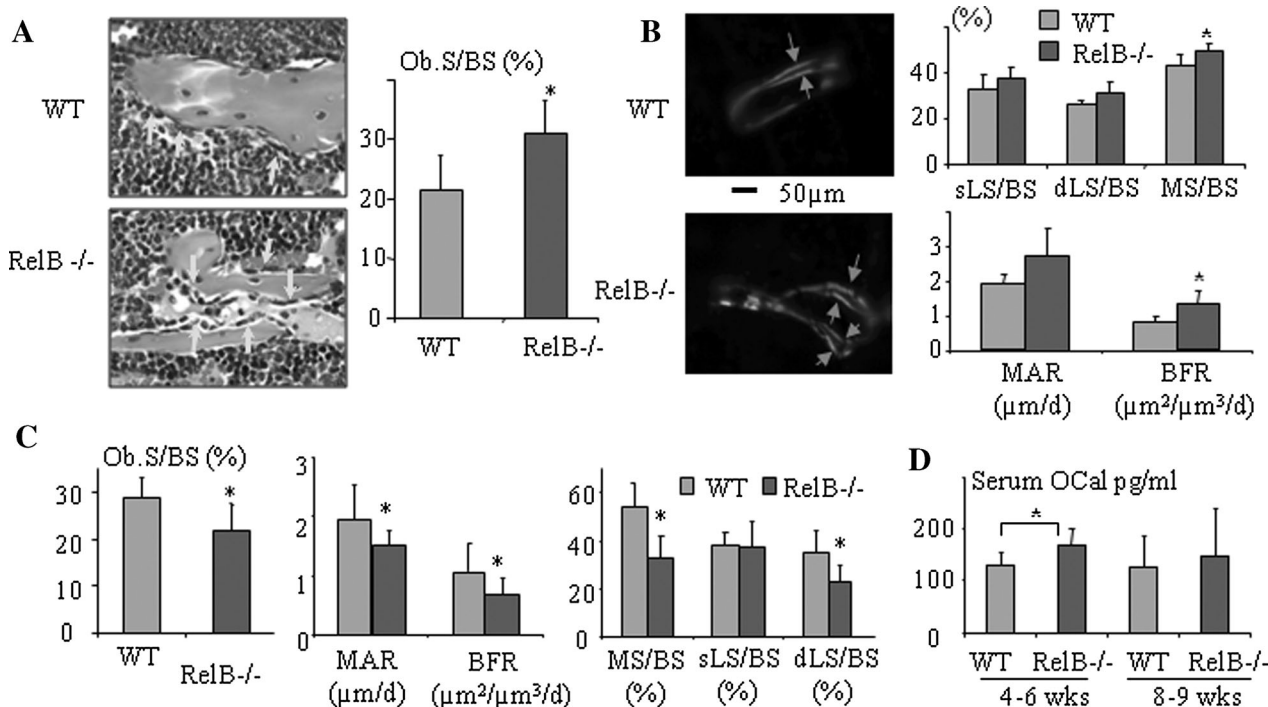 A
WT
RelB -/-
Ob.S/BS (%)
40
30
20
10
0
*
WT
RelB-/-
B
WT
50µm
RelB-/-
(%)
WT
RelB-/-
60
40
20
0
*
sLS/BS
dLS/BS
MS/BS
3
2
1
0
*
MAR
(µm/d)
BFR
(µm²/µm³/d)
C
Ob.S/BS (%)
30
20
10
0
*
WT
RelB-/-
3
2
1
0
*
*
MAR
(µm/d)
BFR
(µm²/µm³/d)
60
40
20
0
WT
RelB-/-
*
*
MS/BS
(%)
sLS/BS
(%)
dLS/BS
(%)
D
Serum OCal pg/ml
200
100
0
*
WT
RelB-/-
WT
RelB-/-
4-6 wks
8-9 wks